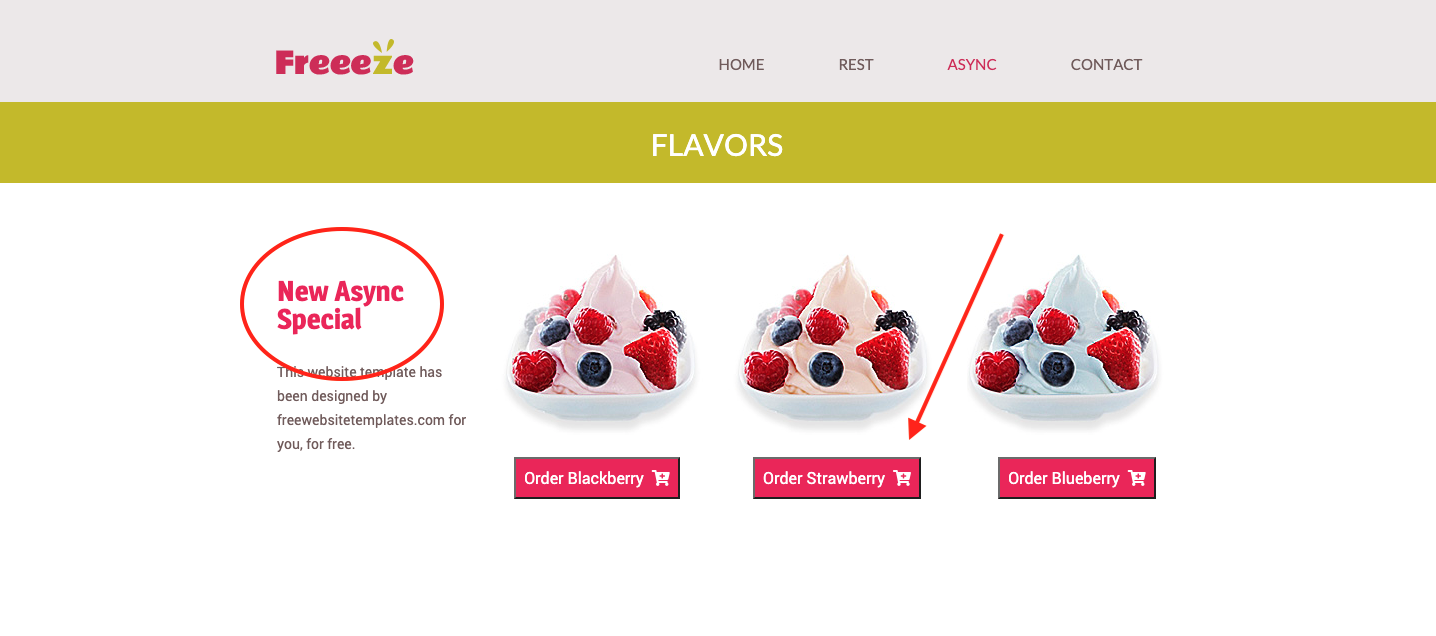 Freeeze
HOME REST ASYNC CONTACT
FLAVORS
New Async
Special
This website template has
been designed by
freewebsitetemplates.com for
you, for free.
Order Blackberry
Order Strawberry
Order Blueberry